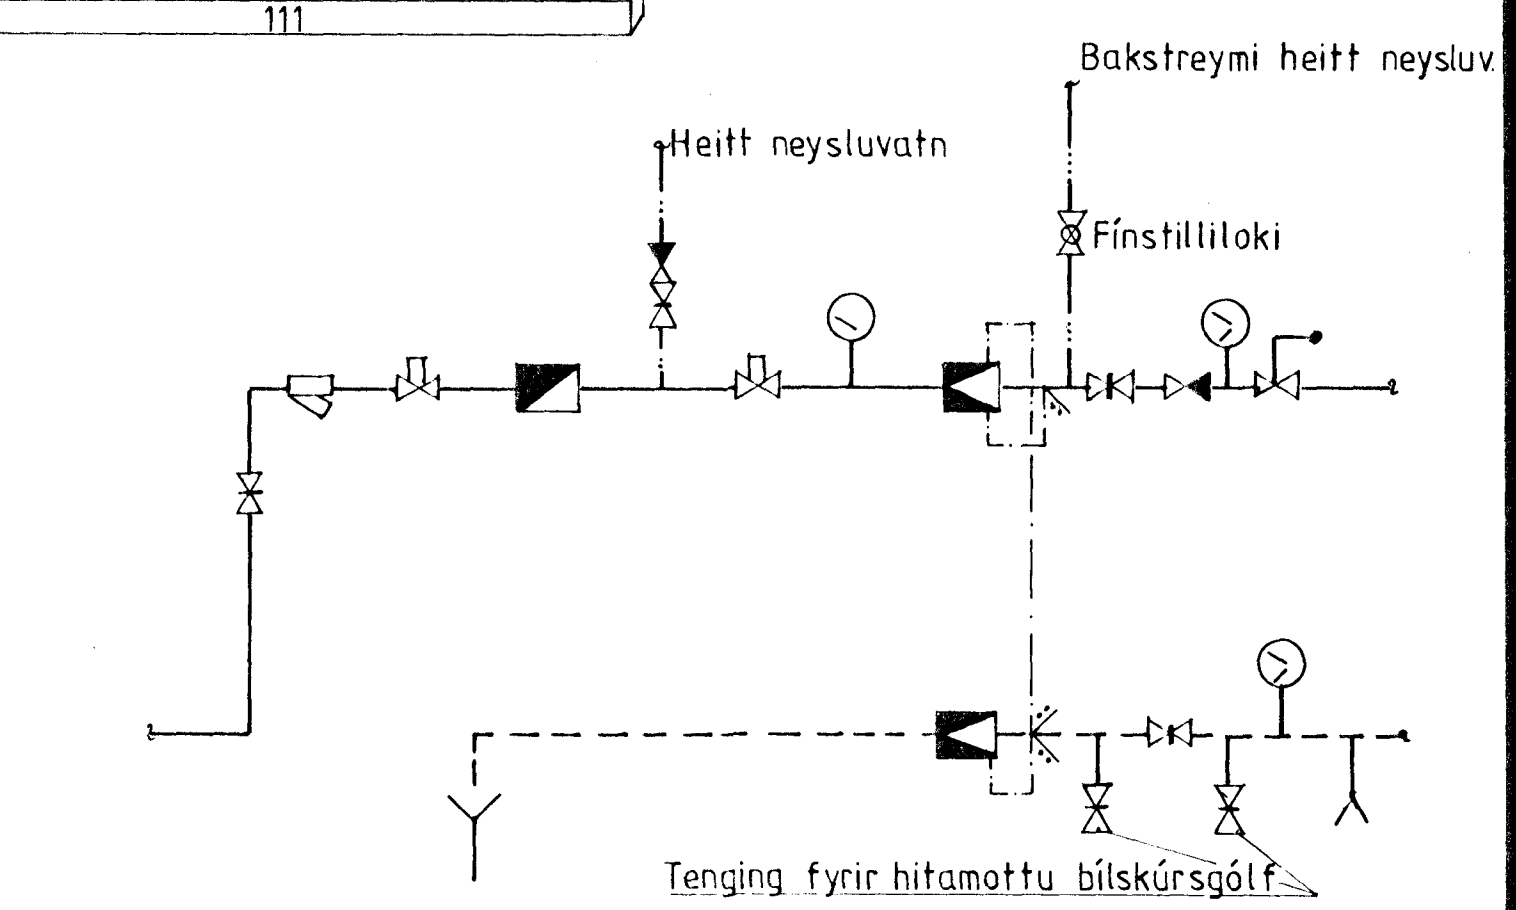 111
Bakstreymi heitt neysluv.
Heitt neysluvatn
Fínstilliloki
Tenging fyrir hitamottu bílskúrsgólf